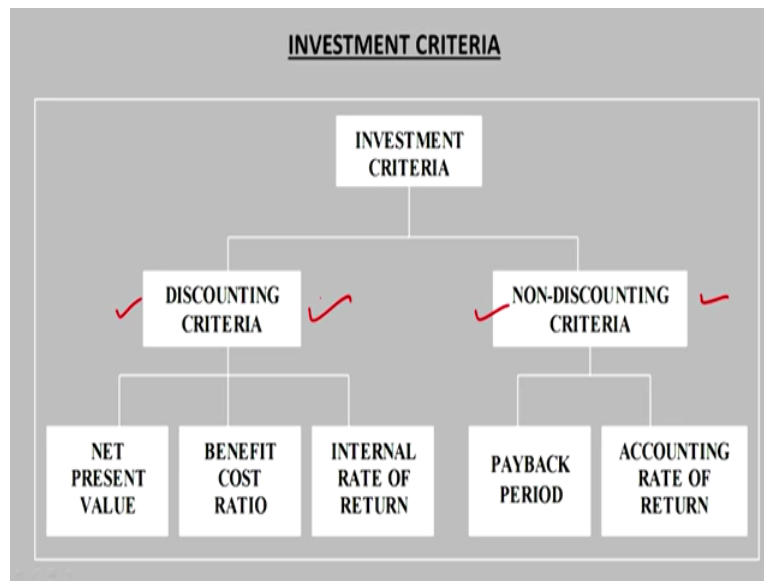 INVESTMENT CRITERIA
INVESTMENT
CRITERIA
DISCOUNTING
CRITERIA
NON-DISCOUNTING
CRITERIA
NET
PRESENT
VALUE
BENEFIT
COST
RATIO
INTERNAL
RATE OF
RETURN
PAYBACK
PERIOD
ACCOUNTING
RATE OF
RETURN